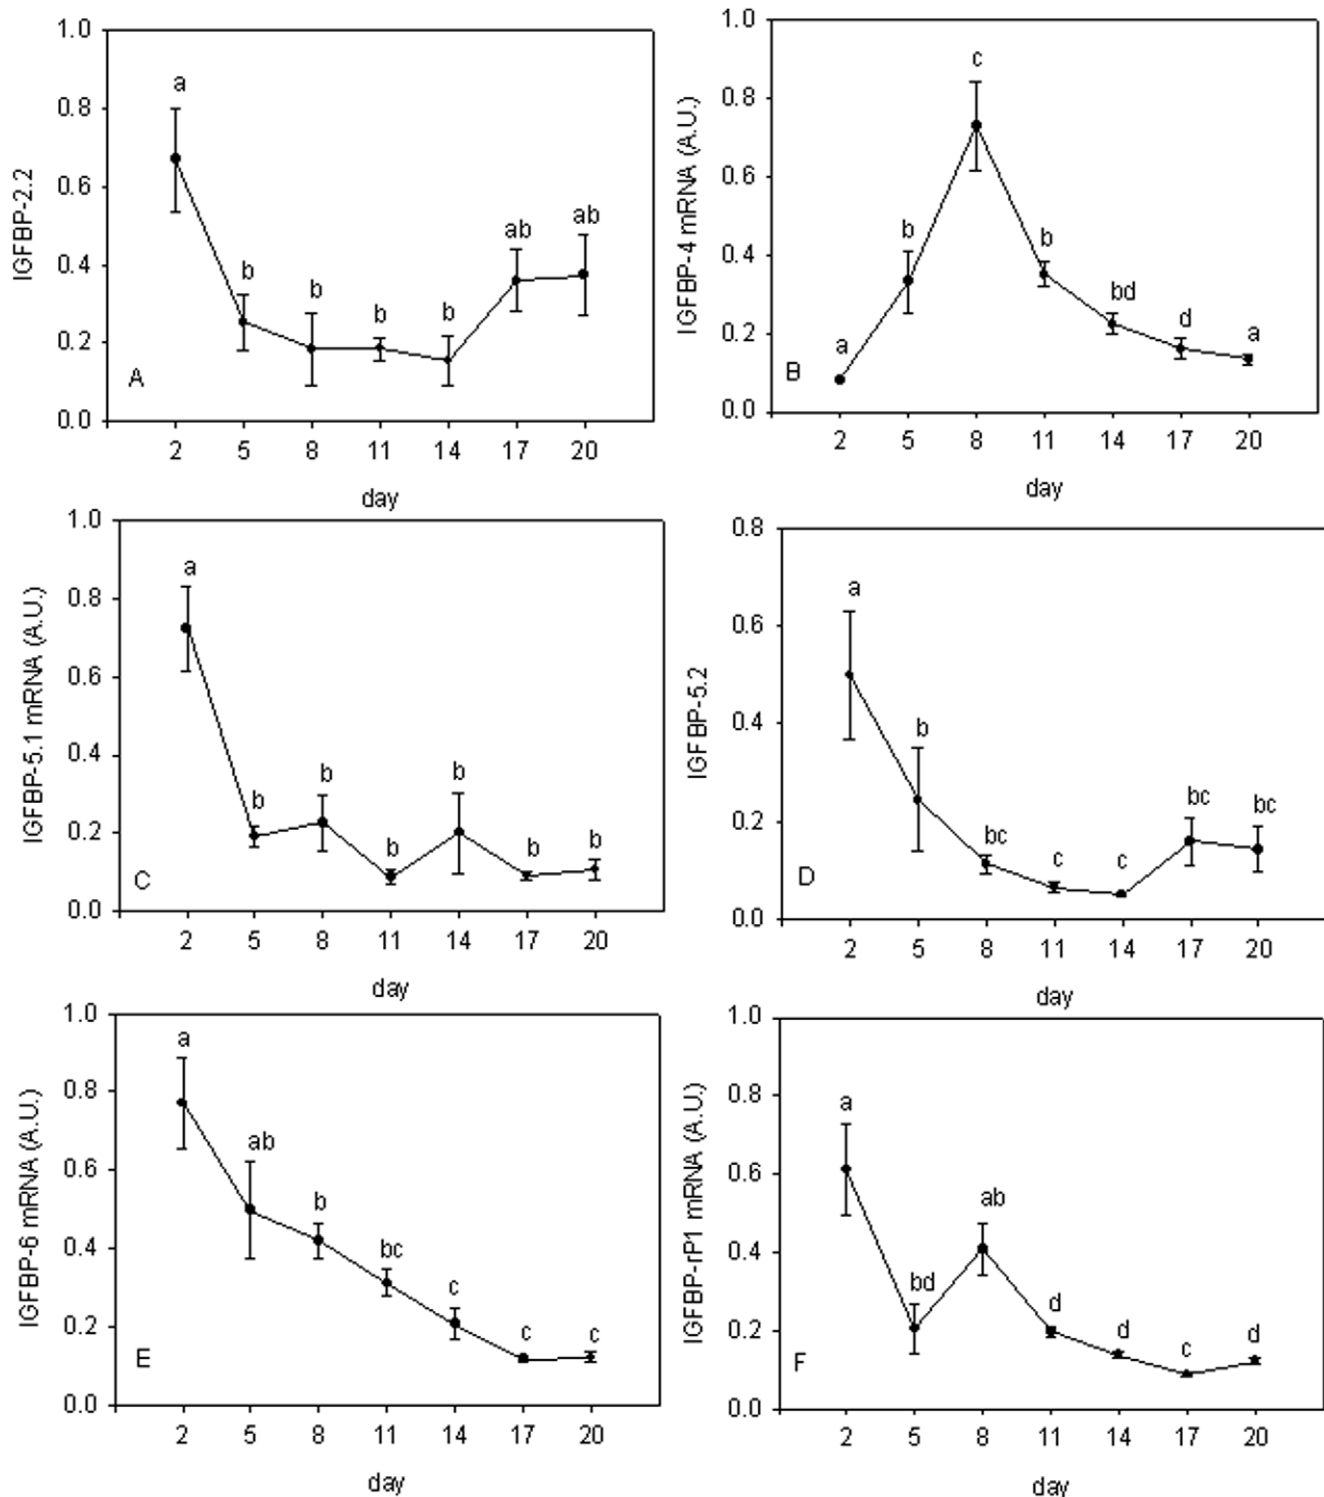 1.0
0.8
0.6
0.4
0.2
0.0
IGFBP-2.2
a
b
b
b
b
ab
ab
A
2 5 8 11 14 17 20
day
1.0
0.8
0.6
0.4
0.2
0.0
IGFBP-4 mRNA (A.U.)
a
b
c
b
bd
d
a
B
2 5 8 11 14 17 20
day
1.0
0.8
0.6
0.4
0.2
0.0
IGFBP-5.1 mRNA (A.U.)
a
b
b
b
b
b
b
C
2 5 8 11 14 17 20
day
0.8
0.6
0.4
0.2
0.0
IGFBP-5.2
a
b
bc
c
c
bc
bc
D
2 5 8 11 14 17 20
day
1.0
0.8
0.6
0.4
0.2
0.0
IGFBP-6 mRNA (A.U.)
a
ab
b
bc
c
c
c
E
2 5 8 11 14 17 20
day
1.0
0.8
0.6
0.4
0.2
0.0
IGFBP-rP1 mRNA (A.U.)
a
bd
ab
d
d
c
d
F
2 5 8 11 14 17 20
day